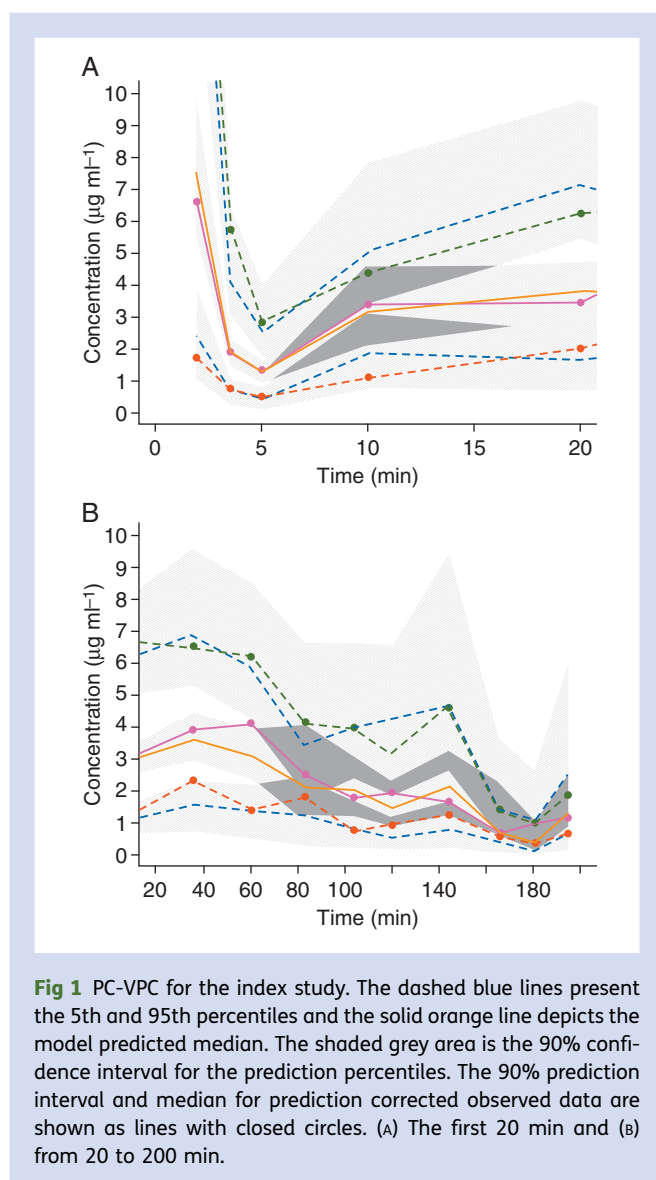 A
10
9
8
7
6
5
4
3
2
1
0
Concentration (µg ml–1)
0 5 10 15 20
Time (min)
B
10
9
8
7
6
5
4
3
2
1
0
Concentration (µg ml–1)
20 40 60 80 100 120 140 180
Time (min)
Fig 1 PC-VPC for the index study. The dashed blue lines present
the 5th and 95th percentiles and the solid orange line depicts the
model predicted median. The shaded grey area is the 90% confi-
dence interval for the prediction percentiles. The 90% prediction
interval and median for prediction corrected observed data are
shown as lines with closed circles. (A) The first 20 min and (B)
from 20 to 200 min.